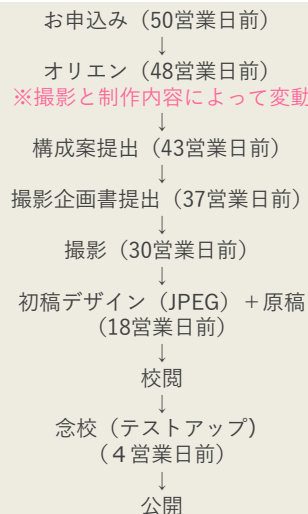 お申込み（50営業日前）
↓
オリエン（48営業日前）
※撮影と制作内容によって変動
↓
構成案提出（43営業日前）
↓
撮影企画書提出（37営業日前）
↓
撮影（30営業日前）
↓
初稿デザイン（JPEG）＋原稿
（18営業日前）
↓
校閲
↓
念校（テストアップ）
（４営業日前）
↓
公開